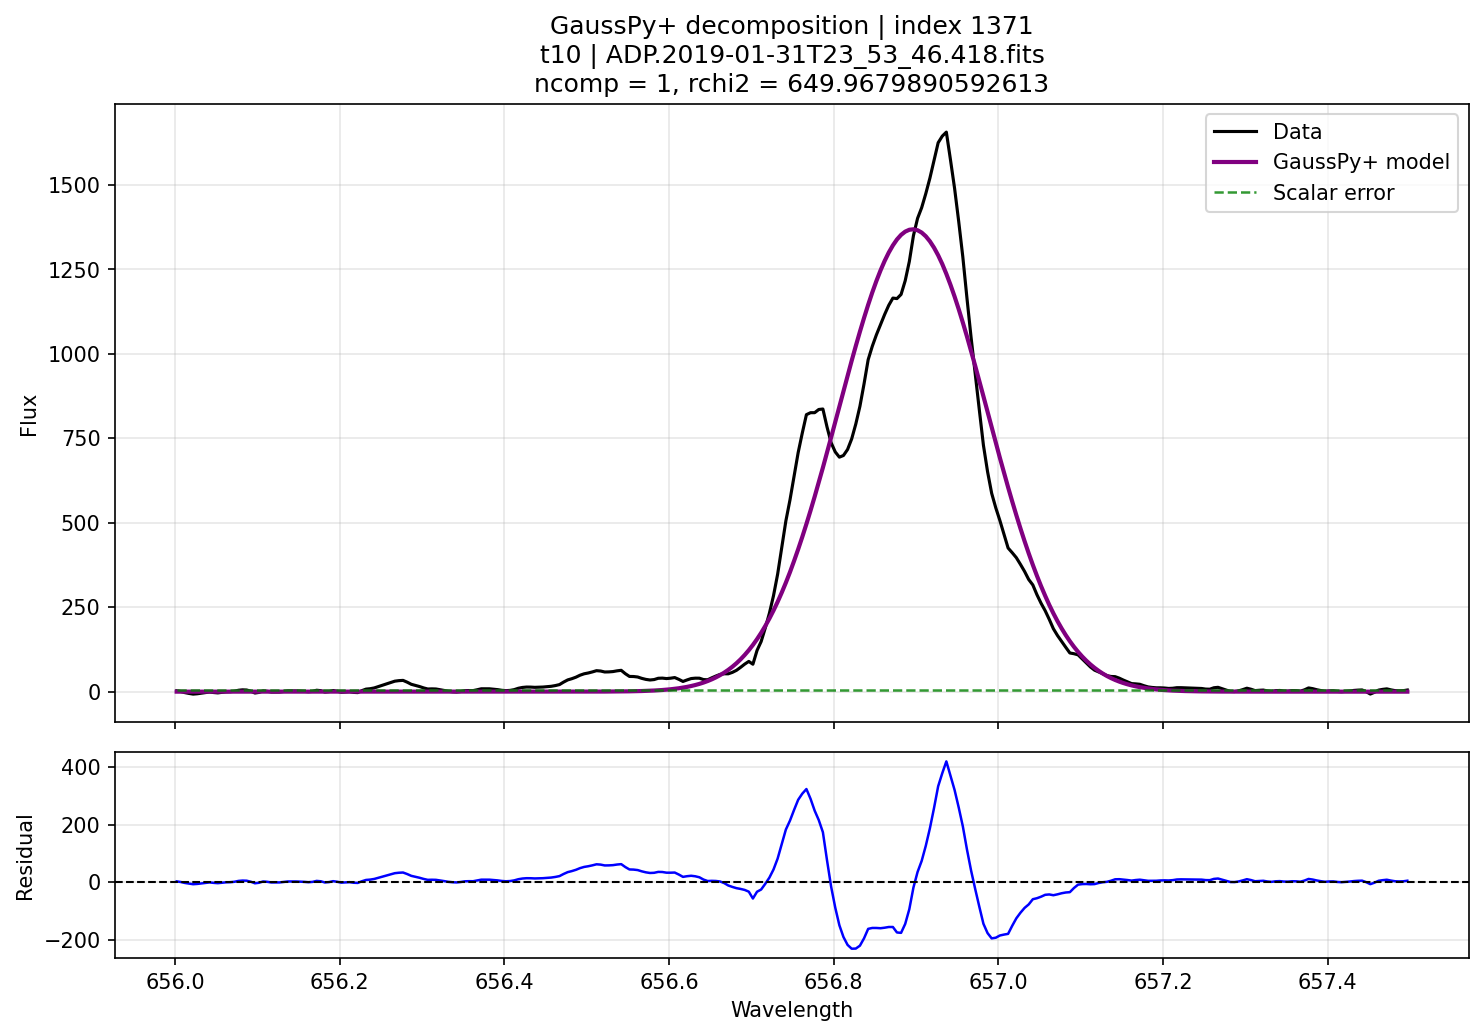 GaussPy+ decomposition | index 1371
t10 | ADP.2019-01-31T23_53_46.418.fits
ncomp = 1, rchi2 = 649.9679890592613
Data
GaussPy+ model
Scalar error
Flux
1500
1250
1000
750
500
250
0
Residual
400
200
0
−200
656.0 656.2 656.4 656.6 656.8 657.0 657.2 657.4
Wavelength